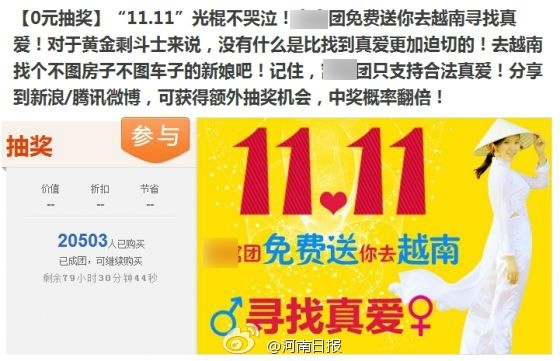 【0元抽奖】“11.11”光棍不哭泣！团免费送你去越南寻找真
爱！对于黄金剩斗士来说，没有什么是比找到真爱更加迫切的！去越南
找个不图房子不图车子的新娘吧！记住，团只支持合法真爱！分享
到新浪/腾讯微博，可获得额外抽奖机会，中奖概率翻倍！
抽奖
参与
价值 折扣 节省
-- -- --
20503人已购买
已成团，可继续购买
剩余79小时30分钟44秒
11.11
窝团免费送你去越南
♂寻找真爱♀
@河南日报